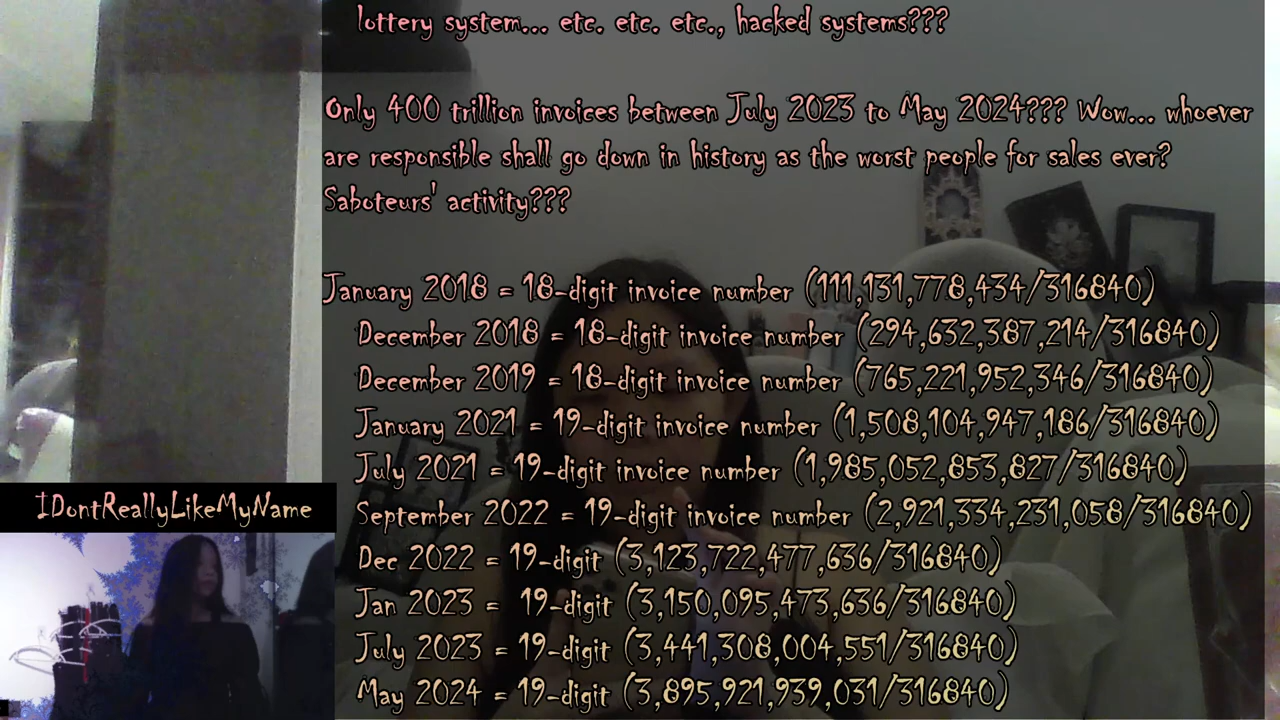 lottery system... etc. etc. etc., hacked systems???
Only 400 trillion invoices between July 2023 to May 2024??? Wow... whoever
are responsible shall go down in history as the worst people for sales ever?
Saboteurs' activity???
January 2018 = 18-digit invoice number (111,131,778,434/316840)
December 2018 = 18-digit invoice number (294,632,387,214/316840)
December 2019 = 18-digit invoice number (765,221,952,346/316840)
January 2021 = 19-digit invoice number (1,508,104,947,186/316840)
July 2021 = 19-digit invoice number (1,985,052,853,827/316840)
September 2022 = 19-digit invoice number (2,921,334,231,058/316840)
Dec 2022 = 19-digit (3,123,722,477,636/316840)
Jan 2023 = 19-digit (3,150,095,473,636/316840)
July 2023 = 19-digit (3,441,308,004,551/316840)
May 2024 = 19-digit (3,895,921,939,031/316840)
IDontReallyLikeMyName